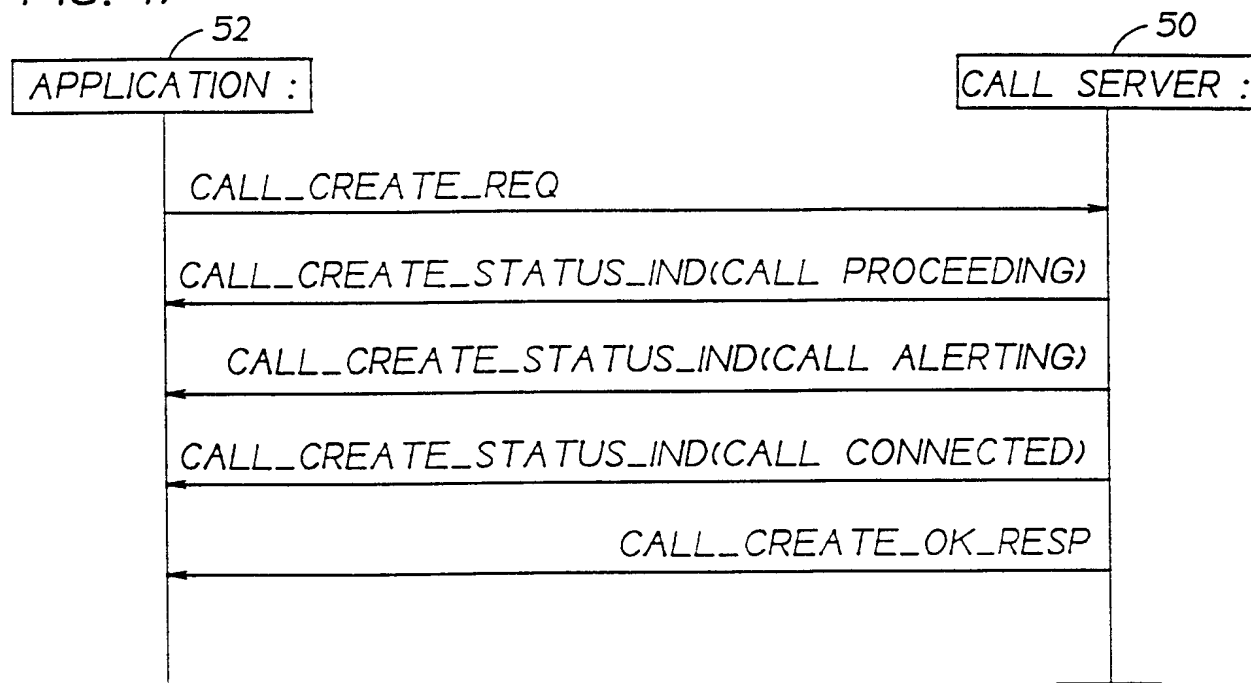 52
50
APPLICATION :
CALL SERVER :
CALL_CREATE_REQ
CALL_CREATE_STATUS_IND(CALL PROCEEDING)
CALL_CREATE_STATUS_IND(CALL ALERTING)
CALL_CREATE_STATUS_IND(CALL CONNECTED)
CALL_CREATE_OK_RESP